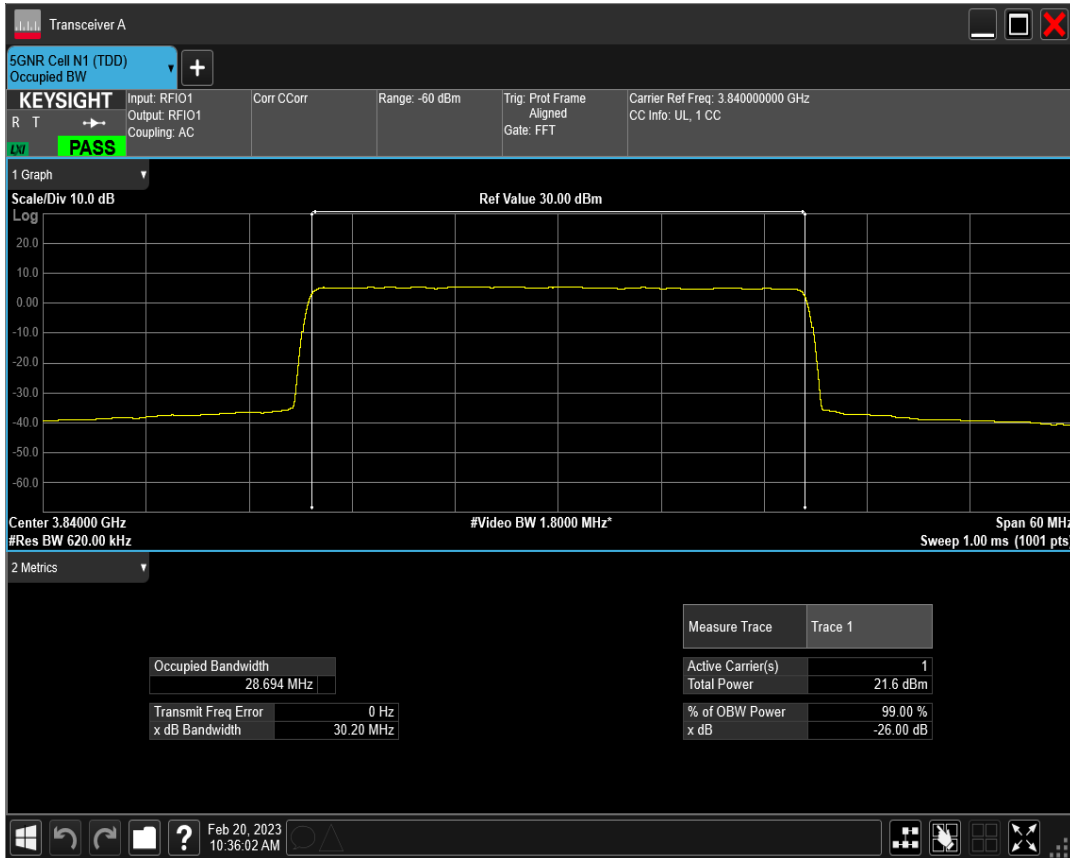 Transceiver A
5GNR Cell N1 (TDD)
Occupied BW
+
KEYSIGHT
R T
LXI
PASS
Input: RFIO1
Output: RFIO1
Coupling: AC
Corr CCorr
Range: -60 dBm
Trig: Prot Frame
Aligned
Gate: FFT
Carrier Ref Freq: 3.840000000 GHz
CC Info: UL, 1 CC
1 Graph
Scale/Div 10.0 dB
Ref Value 30.00 dBm
Log
20.0
10.0
0.00
-10.0
-20.0
-30.0
-40.0
-50.0
-60.0
Center 3.84000 GHz
#Video BW 1.8000 MHz*
Span 60 MHz
#Res BW 620.00 kHz
Sweep 1.00 ms (1001 pts)
2 Metrics
Measure Trace Trace 1
Occupied Bandwidth
28.694 MHz
Active Carrier(s) 1
Total Power 21.6 dBm
Transmit Freq Error 0 Hz
x dB Bandwidth 30.20 MHz
% of OBW Power 99.00 %
x dB -26.00 dB
?
Feb 20, 2023
10:36:02 AM